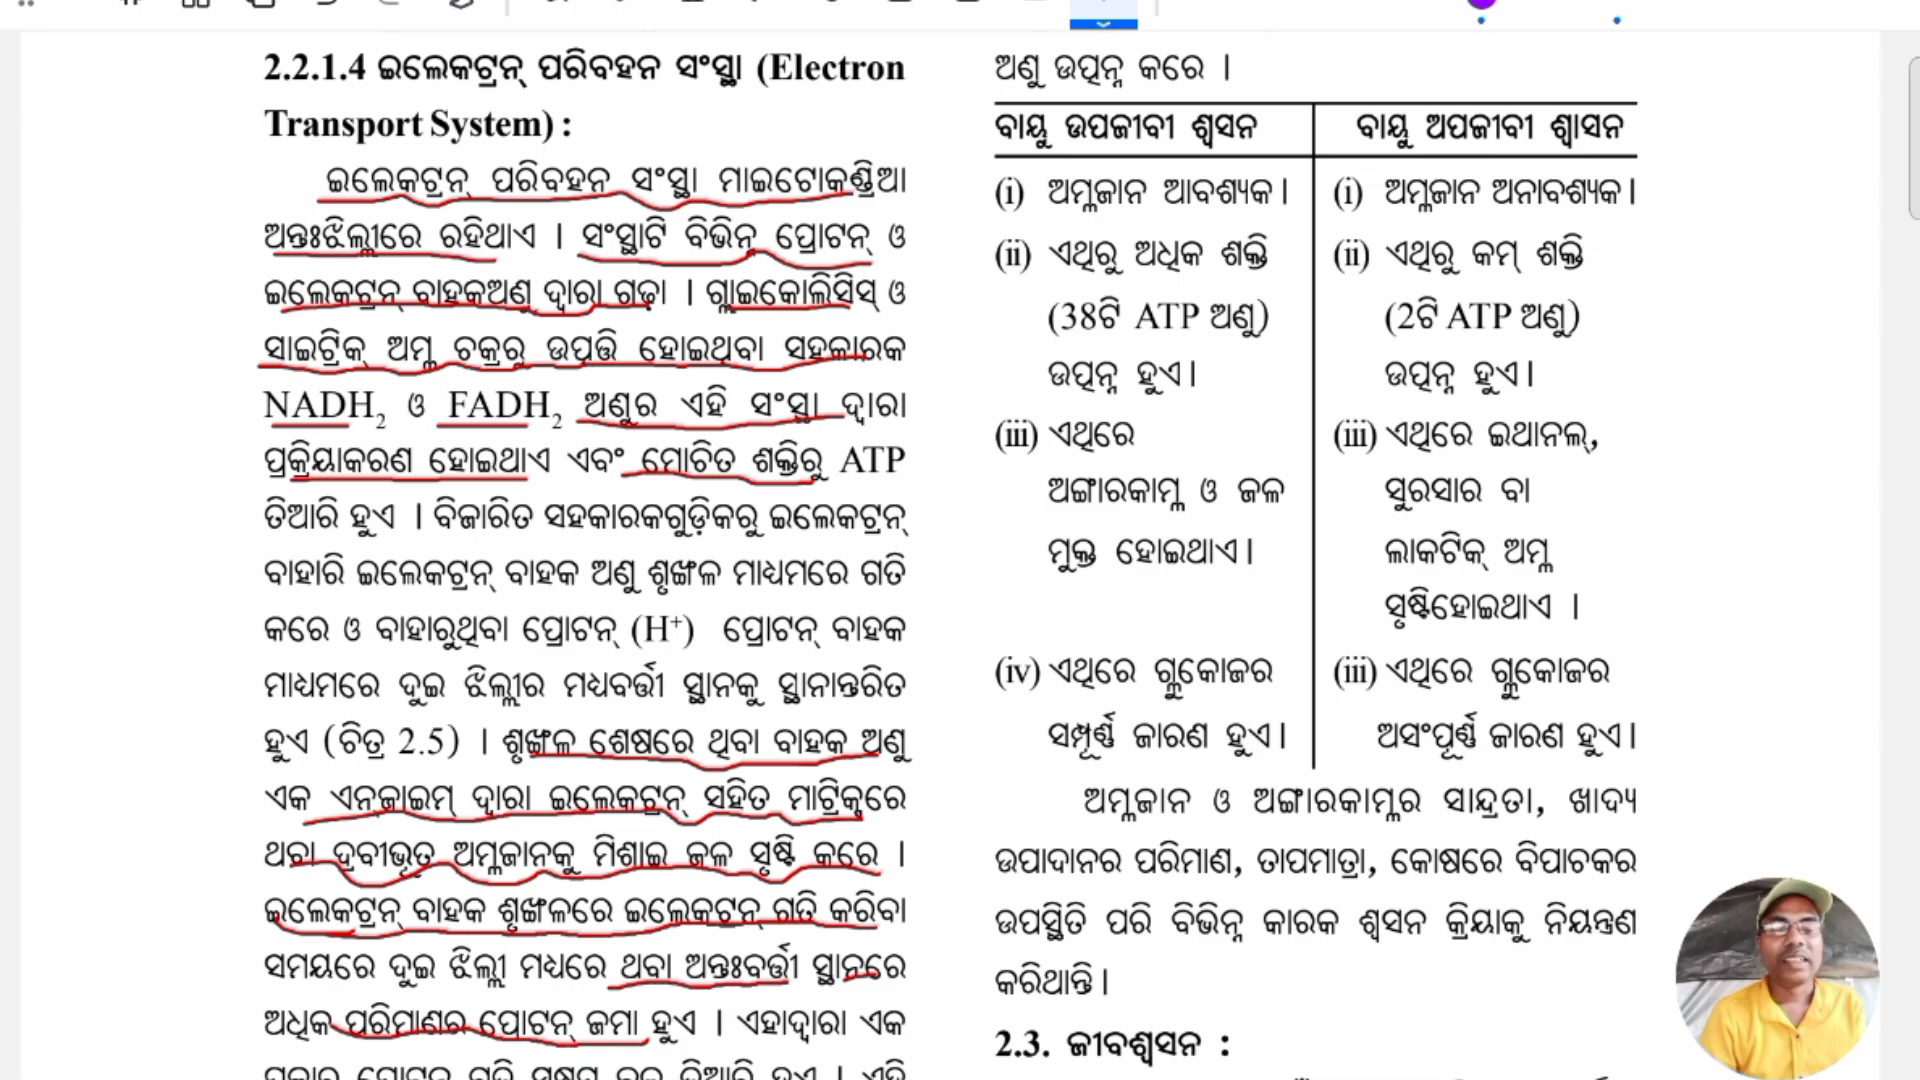 2.2.1.4 ଇଲେକଟ୍ରନ୍ ପରିବହନ ସଂସ୍ଥା (Electron
Transport System) :
ଇଲେକଟ୍ରନ୍ ପରିବହନ ସଂସ୍ଥା ମାଇଟୋକଣ୍ଡ୍ରିଆ
ଅନ୍ତଃଝିଲ୍ଲୀରେ ରହିଥାଏ । ସଂସ୍ଥାଟି ବିଭିନ୍ନ ପ୍ରୋଟନ୍ ଓ
ଇଲେକଟ୍ରନ୍ ବାହକଅଣୁ ଦ୍ୱାରା ଗଢ଼ା । ଗ୍ଲାଇକୋଲିସିସ୍ ଓ
ସାଇଟ୍ରିକ୍ ଅମ୍ଳ ଚକ୍ରରୁ ଉତ୍ପତ୍ତି ହୋଇଥିବା ସହକାରକ
NADH₂ ଓ FADH₂ ଅଣୁର ଏହି ସଂସ୍ଥା ଦ୍ୱାରା
ପ୍ରକ୍ରିୟାକରଣ ହୋଇଥାଏ ଏବଂ ମୋଚିତ ଶକ୍ତିରୁ ATP
ତିଆରି ହୁଏ । ବିଜାରିତ ସହକାରକଗୁଡ଼ିକରୁ ଇଲେକଟ୍ରନ୍
ବାହାରି ଇଲେକଟ୍ରନ୍ ବାହକ ଅଣୁ ଶୃଙ୍ଖଳ ମାଧ୍ୟମରେ ଗତି
କରେ ଓ ବାହାରୁଥିବା ପ୍ରୋଟନ୍ (H⁺) ପ୍ରୋଟନ୍ ବାହକ
ମାଧ୍ୟମରେ ଦୁଇ ଝିଲ୍ଲୀର ମଧ୍ୟବର୍ତ୍ତୀ ସ୍ଥାନକୁ ସ୍ଥାନାନ୍ତରିତ
ହୁଏ (ଚିତ୍ର 2.5) । ଶୃଙ୍ଖଳ ଶେଷରେ ଥିବା ବାହକ ଅଣୁ
ଏକ ଏନ୍‌ଜାଇମ୍ ଦ୍ୱାରା ଇଲେକଟ୍ରନ୍ ସହିତ ମାଟ୍ରିକ୍ସରେ
ଥିବା ଦ୍ରବୀଭୂତ ଅମ୍ଳଜାନକୁ ମିଶାଇ ଜଳ ସୃଷ୍ଟି କରେ ।
ଇଲେକଟ୍ରନ୍ ବାହକ ଶୃଙ୍ଖଳରେ ଇଲେକଟ୍ରନ୍ ଗତି କରିବା
ସମୟରେ ଦୁଇ ଝିଲ୍ଲୀ ମଧ୍ୟରେ ଥିବା ଅନ୍ତଃବର୍ତ୍ତୀ ସ୍ଥାନରେ
ଅଧିକ ପରିମାଣର ପ୍ରୋଟନ୍ ଜମା ହୁଏ । ଏହାଦ୍ୱାରା ଏକ
ଅଣୁ ଉତ୍ପନ୍ନ କରେ ।
ବାୟୁ ଉପଜୀବୀ ଶ୍ୱସନ
ବାୟୁ ଅପଜୀବୀ ଶ୍ୱାସନ
(i) ଅମ୍ଳଜାନ ଆବଶ୍ୟକ।
(i) ଅମ୍ଳଜାନ ଅନାବଶ୍ୟକ।
(ii) ଏଥିରୁ ଅଧିକ ଶକ୍ତି
(ii) ଏଥିରୁ କମ୍ ଶକ୍ତି
(38ଟି ATP ଅଣୁ)
(2ଟି ATP ଅଣୁ)
ଉତ୍ପନ୍ନ ହୁଏ।
ଉତ୍ପନ୍ନ ହୁଏ।
(iii) ଏଥିରେ
(iii) ଏଥିରେ ଇଥାନଲ୍,
ଅଙ୍ଗାରକାମ୍ଳ ଓ ଜଳ
ସୁରସାର ବା
ମୁକ୍ତ ହୋଇଥାଏ।
ଲାକଟିକ୍ ଅମ୍ଳ
ସୃଷ୍ଟିହୋଇଥାଏ ।
(iv) ଏଥିରେ ଗ୍ଲୁକୋଜର
(iii) ଏଥିରେ ଗ୍ଲୁକୋଜର
ସମ୍ପୂର୍ଣ୍ଣ ଜାରଣ ହୁଏ।
ଅସଂପୂର୍ଣ୍ଣ ଜାରଣ ହୁଏ।
ଅମ୍ଳଜାନ ଓ ଅଙ୍ଗାରକାମ୍ଳର ସାନ୍ଦ୍ରତା, ଖାଦ୍ୟ
ଉପାଦାନର ପରିମାଣ, ତାପମାତ୍ରା, କୋଷରେ ବିପାଚକର
ଉପସ୍ଥିତି ପରି ବିଭିନ୍ନ କାରକ ଶ୍ୱସନ କ୍ରିୟାକୁ ନିୟନ୍ତ୍ରଣ
କରିଥାନ୍ତି।
2.3. ଜୀବଶ୍ୱସନ :